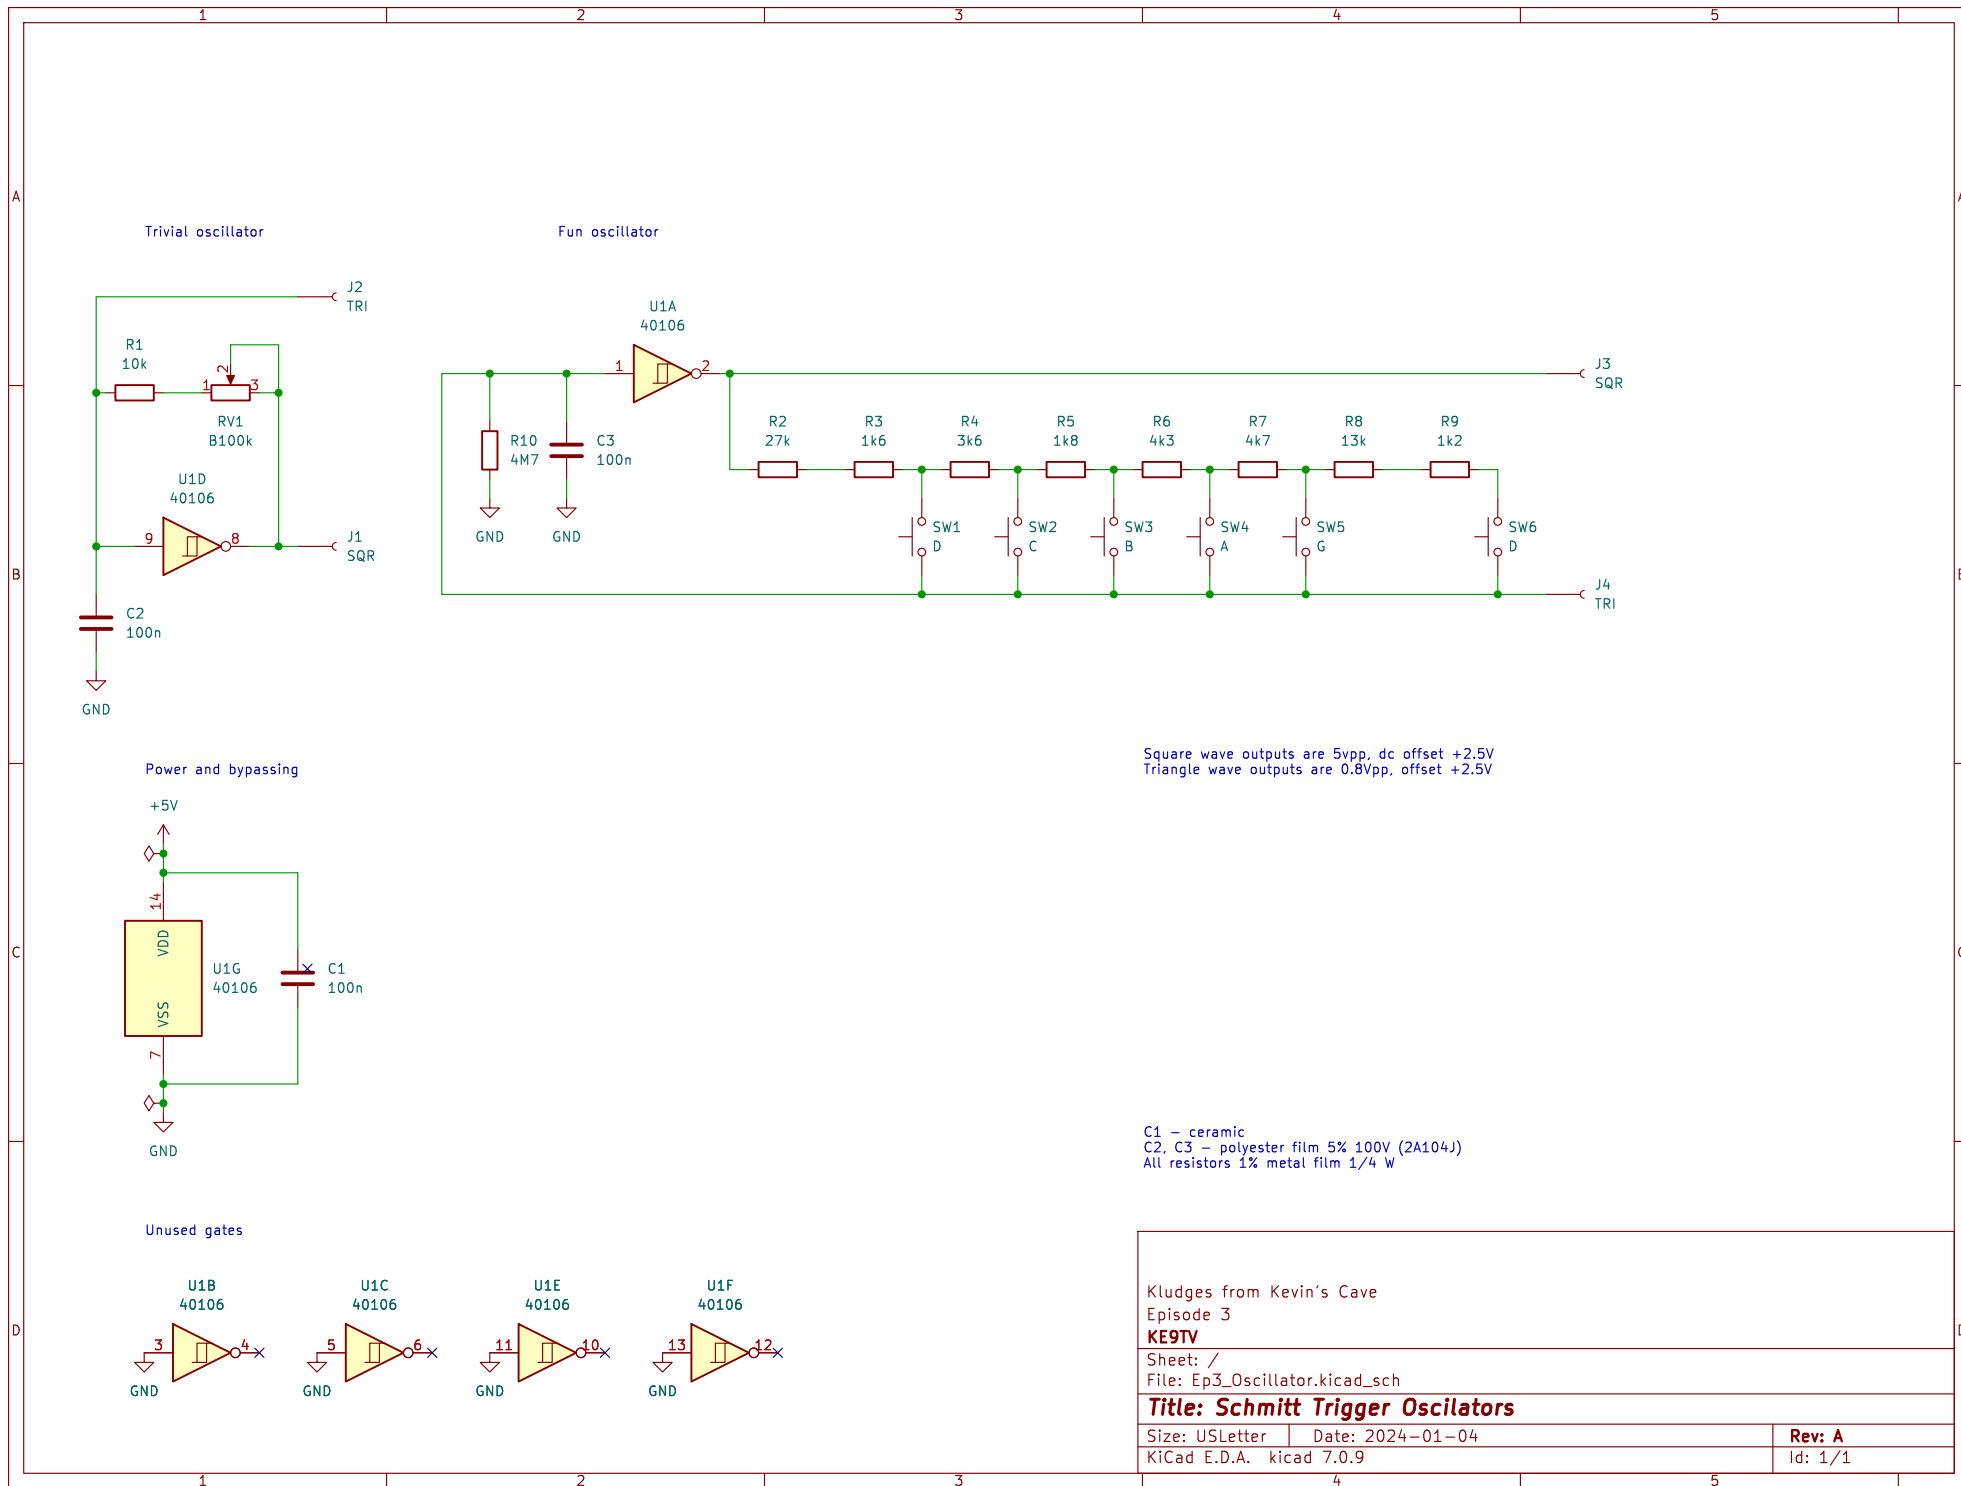 1 2 3 4 5
A
Trivial oscillator
Fun oscillator
J2
TRI
U1A
40106
R1
10k
2
1 3
RV1
B100k
1 2
J3
SQR
R10
4M7
GND
C3
100n
GND
R2
27k
R3
1k6
R4
3k6
R5
1k8
R6
4k3
R7
4k7
R8
13k
R9
1k2
U1D
40106
9 8
J1
SQR
SW1
D
SW2
C
SW3
B
SW4
A
SW5
G
SW6
D
J4
TRI
B
C2
100n
GND
Square wave outputs are 5vpp, dc offset +2.5V
Triangle wave outputs are 0.8Vpp, offset +2.5V
Power and bypassing
+5V
14
VDD
VSS
7
U1G
40106
C1
100n
GND
C
C1 - ceramic
C2, C3 - polyester film 5% 100V (2A104J)
All resistors 1% metal film 1/4 W
Unused gates
U1B
40106
3 4
GND
U1C
40106
5 6
GND
U1E
40106
11 10
GND
U1F
40106
13 12
GND
D
Kludges from Kevin's Cave
Episode 3
KE9TV
Sheet: /
File: Ep3_Oscillator.kicad_sch
Title: Schmitt Trigger Oscilators
Size: USLetter Date: 2024-01-04 Rev: A
KiCad E.D.A. kicad 7.0.9 Id: 1/1
1 2 3 4 5